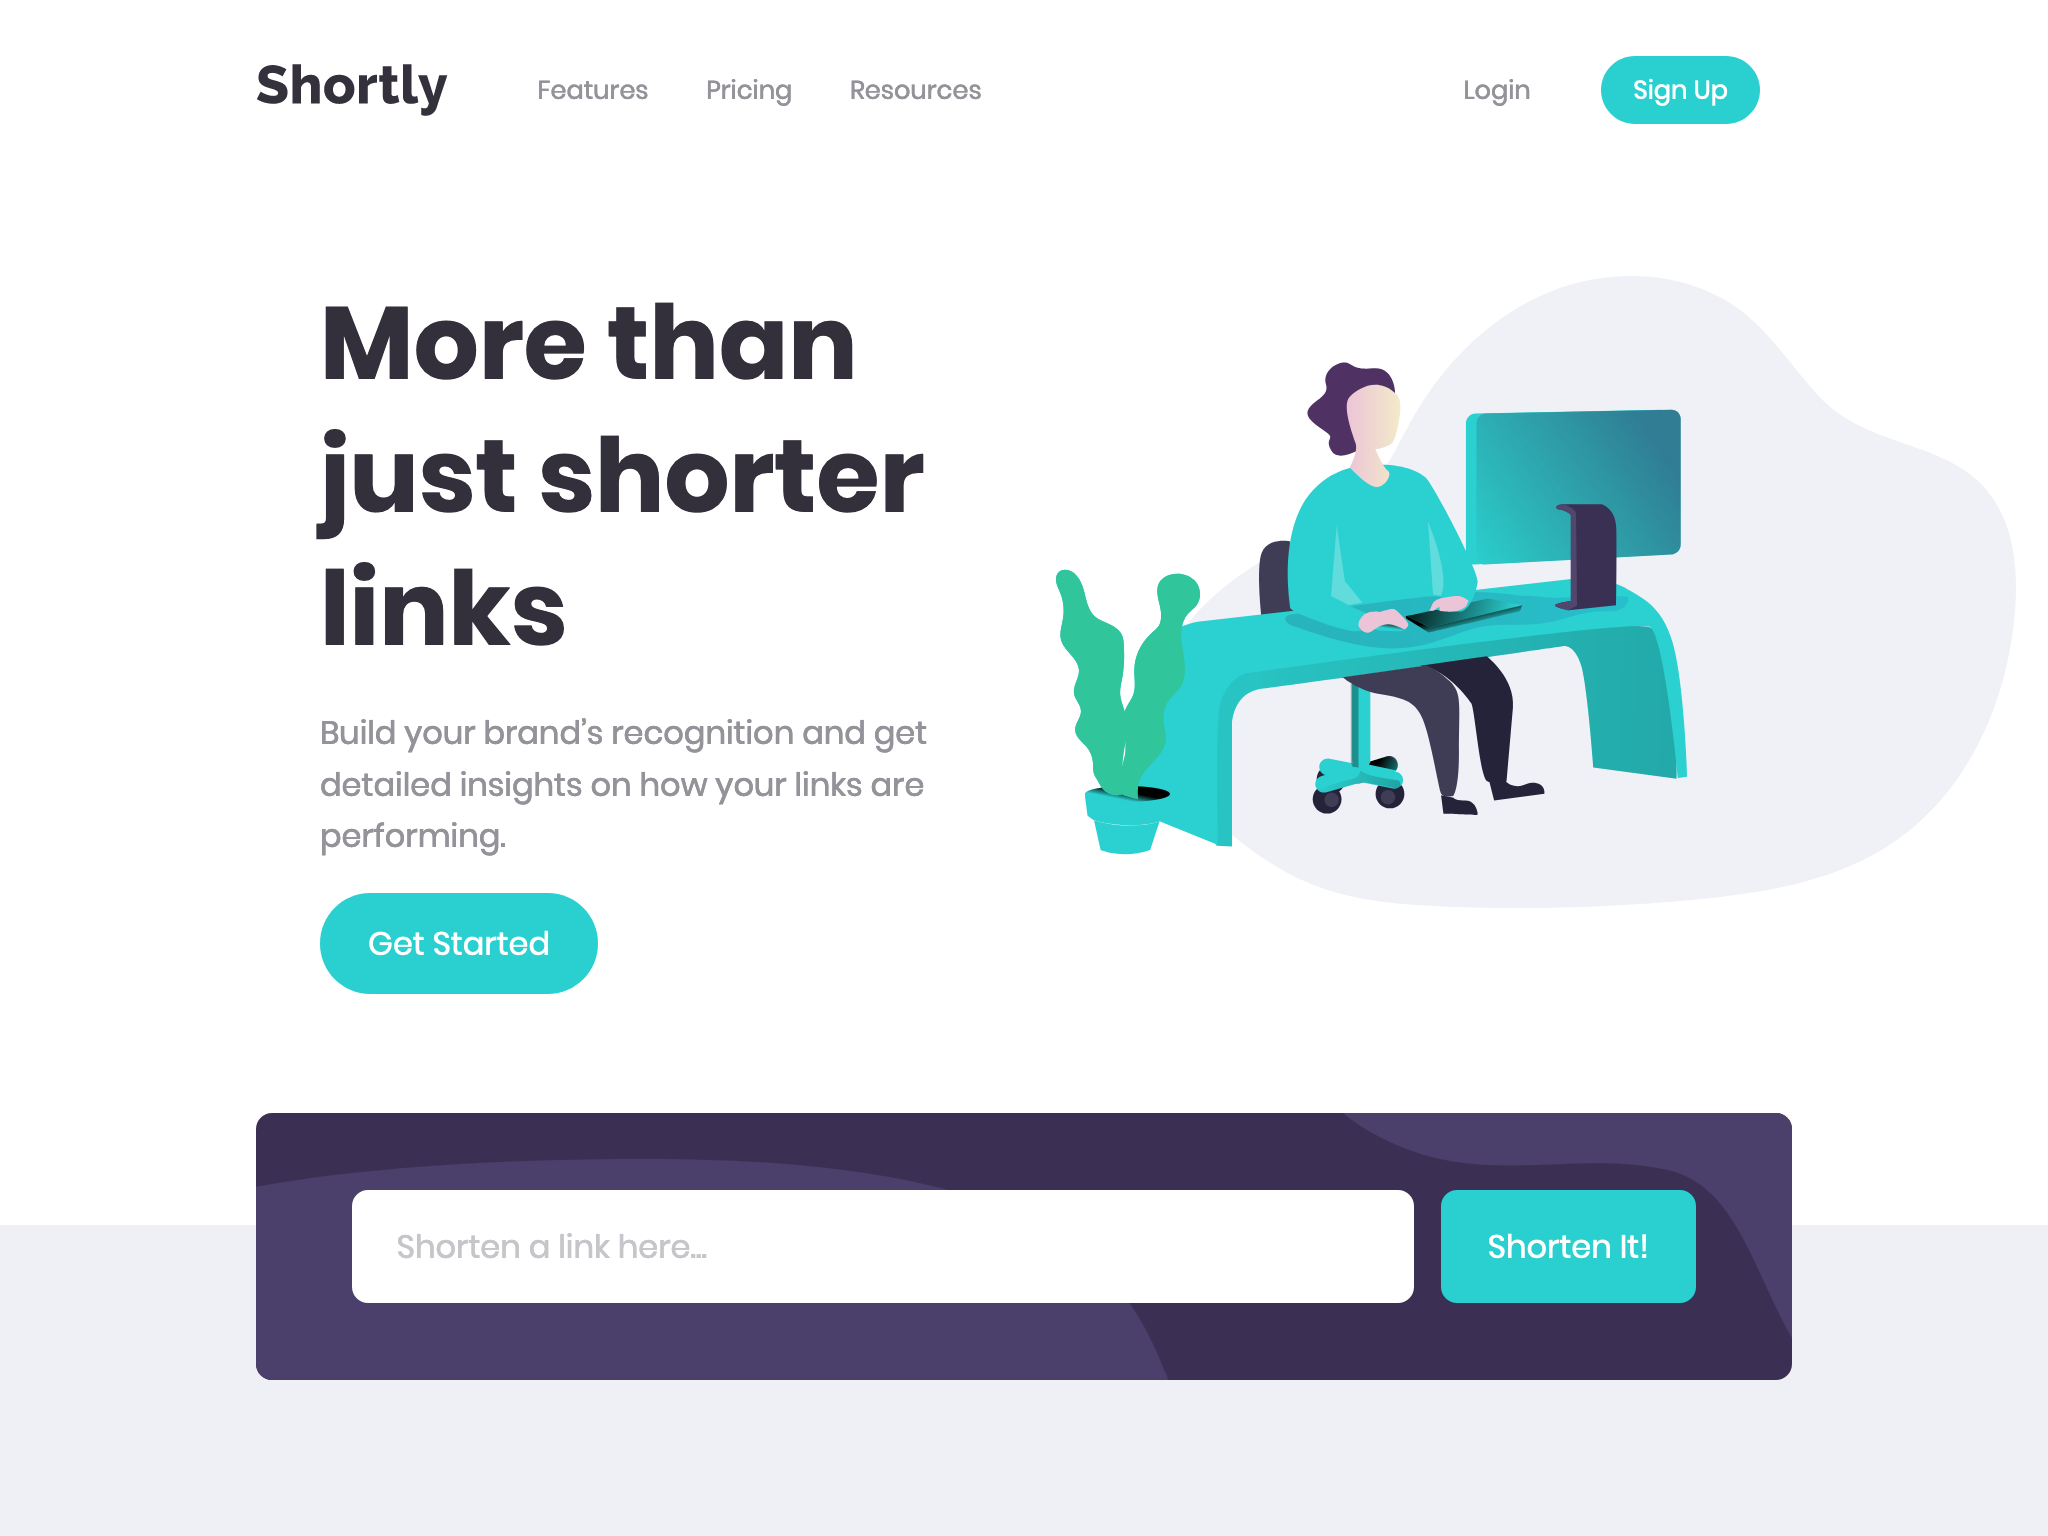 Shortly Features Pricing Resources Login Sign Up
More than
just shorter
links
Build your brand’s recognition and get
detailed insights on how your links are
performing.
Get Started
Shorten a link here... Shorten It!